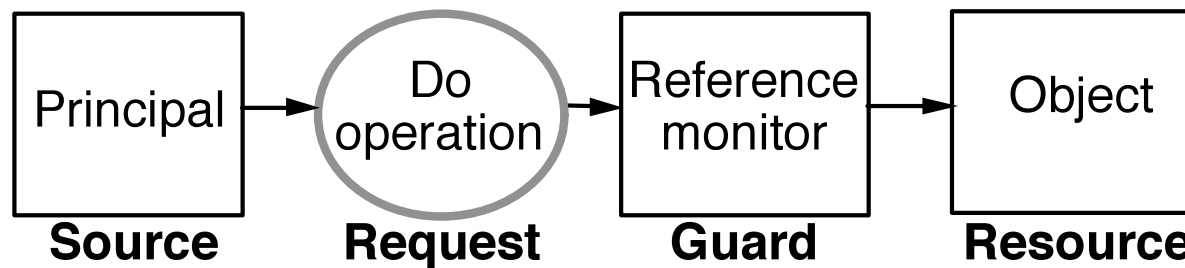 Principal
Do
operation
Reference
monitor
Object
Source
Request
Guard
Resource